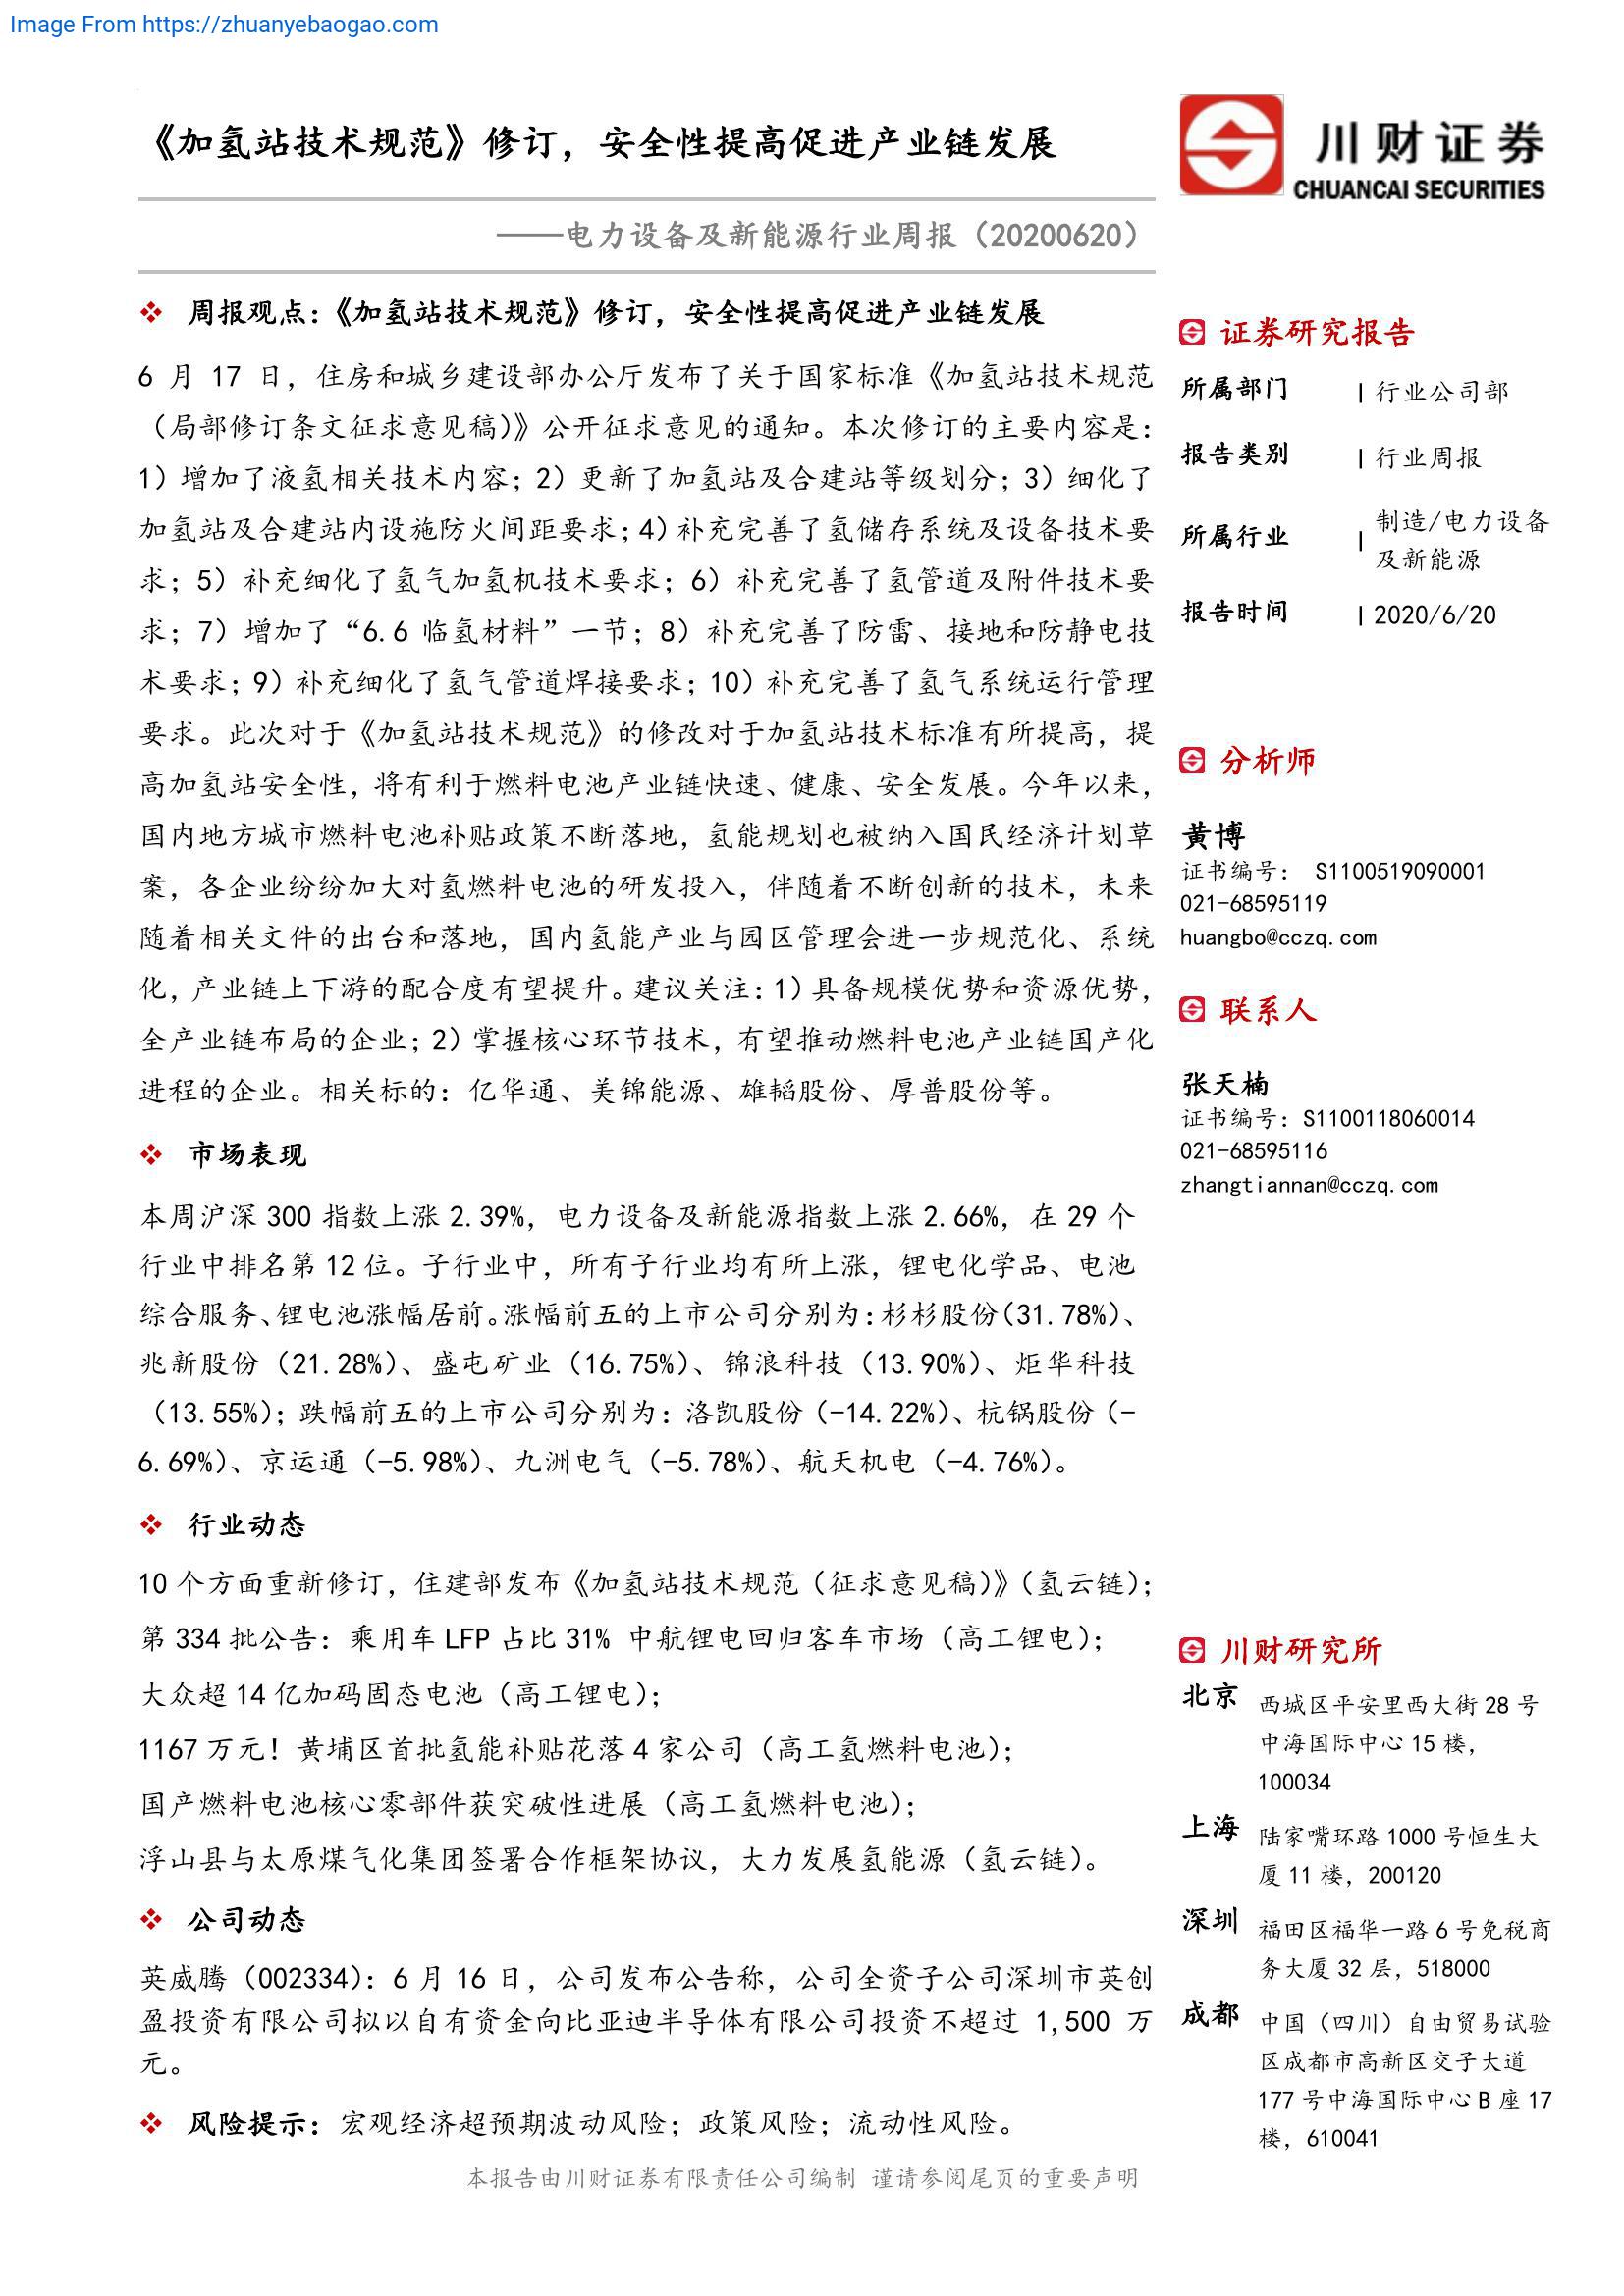 Image From https://zhuanyebaogao.com
《加氢站技术规范》修订，安全性提高促进产业链发展
——电力设备及新能源行业周报（20200620）
川财证券
CHUANCAI SECURITIES
周报观点：《加氢站技术规范》修订，安全性提高促进产业链发展
6 月 17 日，住房和城乡建设部办公厅发布了关于国家标准《加氢站技术规范
（局部修订条文征求意见稿）》公开征求意见的通知。本次修订的主要内容是：
1）增加了液氢相关技术内容；2）更新了加氢站及合建站等级划分；3）细化了
加氢站及合建站内设施防火间距要求；4）补充完善了氢储存系统及设备技术要
求；5）补充细化了氢气加氢机技术要求；6）补充完善了氢管道及附件技术要
求；7）增加了“6.6 临氢材料”一节；8）补充完善了防雷、接地和防静电技
术要求；9）补充细化了氢气管道焊接要求；10）补充完善了氢气系统运行管理
要求。此次对于《加氢站技术规范》的修改对于加氢站技术标准有所提高，提
高加氢站安全性，将有利于燃料电池产业链快速、健康、安全发展。今年以来，
国内地方城市燃料电池补贴政策不断落地，氢能规划也被纳入国民经济计划草
案，各企业纷纷加大对氢燃料电池的研发投入，伴随着不断创新的技术，未来
随着相关文件的出台和落地，国内氢能产业与园区管理会进一步规范化、系统
化，产业链上下游的配合度有望提升。建议关注：1）具备规模优势和资源优势，
全产业链布局的企业；2）掌握核心环节技术，有望推动燃料电池产业链国产化
进程的企业。相关标的：亿华通、美锦能源、雄韬股份、厚普股份等。
市场表现
本周沪深 300 指数上涨 2.39%，电力设备及新能源指数上涨 2.66%，在 29 个
行业中排名第 12 位。子行业中，所有子行业均有所上涨，锂电化学品、电池
综合服务、锂电池涨幅居前。涨幅前五的上市公司分别为：杉杉股份（31.78%）、
兆新股份（21.28%）、盛屯矿业（16.75%）、锦浪科技（13.90%）、炬华科技
（13.55%）；跌幅前五的上市公司分别为：洛凯股份（-14.22%）、杭锅股份（-
6.69%）、京运通（-5.98%）、九洲电气（-5.78%）、航天机电（-4.76%）。
行业动态
10 个方面重新修订，住建部发布《加氢站技术规范（征求意见稿）》（氢云链）；
第 334 批公告：乘用车 LFP 占比 31% 中航锂电回归客车市场（高工锂电）；
大众超 14 亿加码固态电池（高工锂电）；
1167 万元！黄埔区首批氢能补贴花落 4 家公司（高工氢燃料电池）；
国产燃料电池核心零部件获突破性进展（高工氢燃料电池）；
浮山县与太原煤气化集团签署合作框架协议，大力发展氢能源（氢云链）。
公司动态
英威腾（002334）：6 月 16 日，公司发布公告称，公司全资子公司深圳市英创
盈投资有限公司拟以自有资金向比亚迪半导体有限公司投资不超过 1,500 万
元。
风险提示：宏观经济超预期波动风险；政策风险；流动性风险。
证券研究报告
所属部门 | 行业公司部
报告类别 | 行业周报
所属行业 | 制造/电力设备
及新能源
报告时间 | 2020/6/20
分析师
黄博
证书编号： S1100519090001
021-68595119
huangbo@cczq.com
联系人
张天楠
证书编号：S1100118060014
021-68595116
zhangtiannan@cczq.com
川财研究所
北京 西城区平安里西大街 28 号
中海国际中心 15 楼，
100034
上海 陆家嘴环路 1000 号恒生大
厦 11 楼，200120
深圳 福田区福华一路 6 号免税商
务大厦 32 层，518000
成都 中国（四川）自由贸易试验
区成都市高新区交子大道
177 号中海国际中心 B 座 17
楼，610041
本报告由川财证券有限责任公司编制 谨请参阅尾页的重要声明